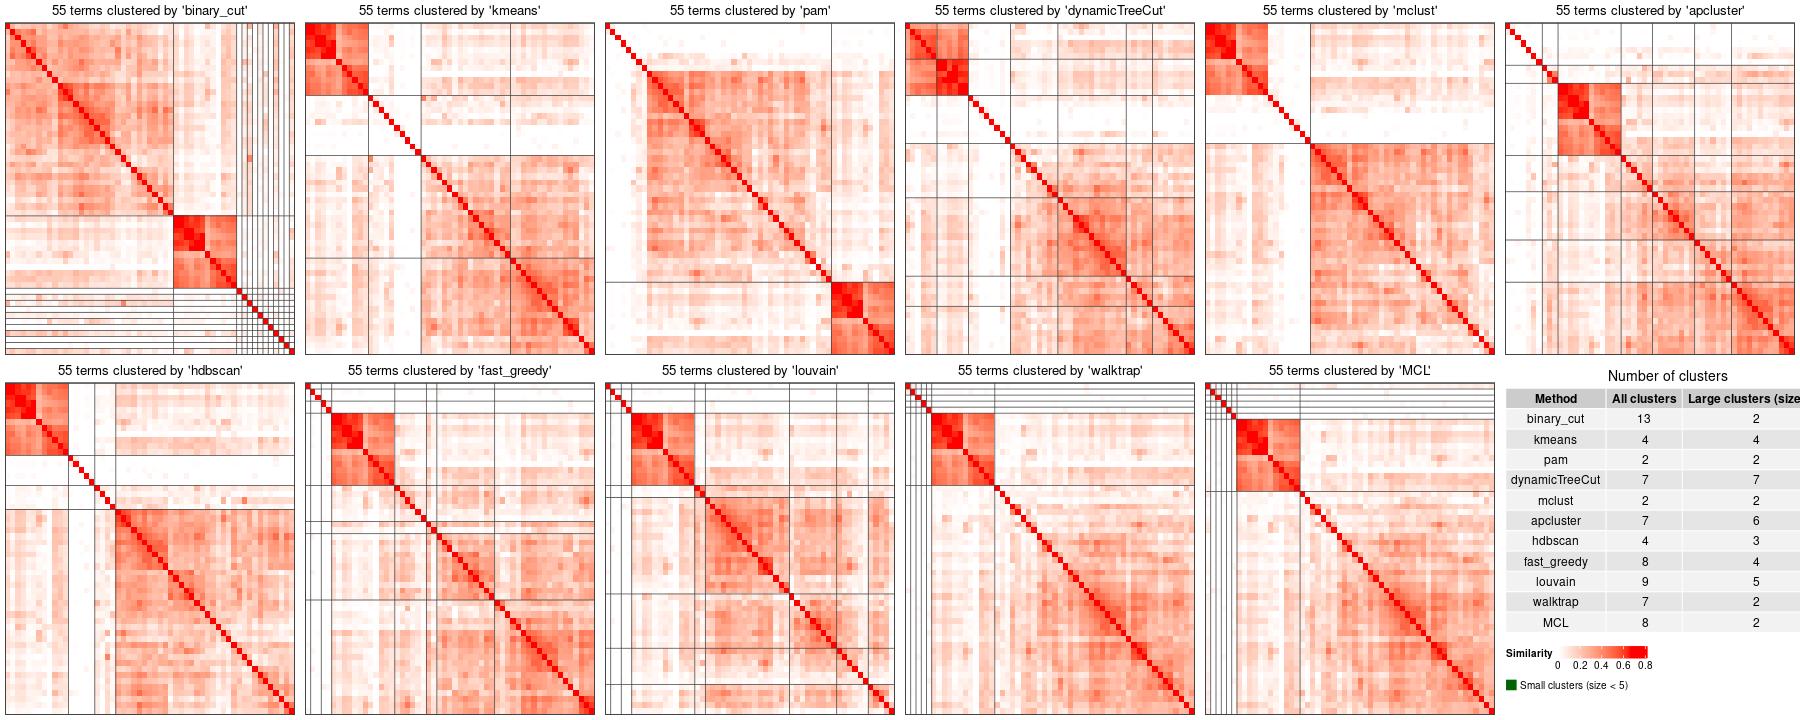 55 terms clustered by 'binary_cut'
55 terms clustered by 'kmeans'
55 terms clustered by 'pam'
55 terms clustered by 'dynamicTreeCut'
55 terms clustered by 'mclust'
55 terms clustered by 'apcluster'
55 terms clustered by 'hdbscan'
55 terms clustered by 'fast_greedy'
55 terms clustered by 'louvain'
55 terms clustered by 'walktrap'
55 terms clustered by 'MCL'
Number of clusters
Method All clusters Large clusters (size
binary_cut 13 2
kmeans 4 4
pam 2 2
dynamicTreeCut 7 7
mclust 2 2
apcluster 7 6
hdbscan 4 3
fast_greedy 8 4
louvain 9 5
walktrap 7 2
MCL 8 2
Similarity
0 0.2 0.4 0.6 0.8
Small clusters (size < 5)